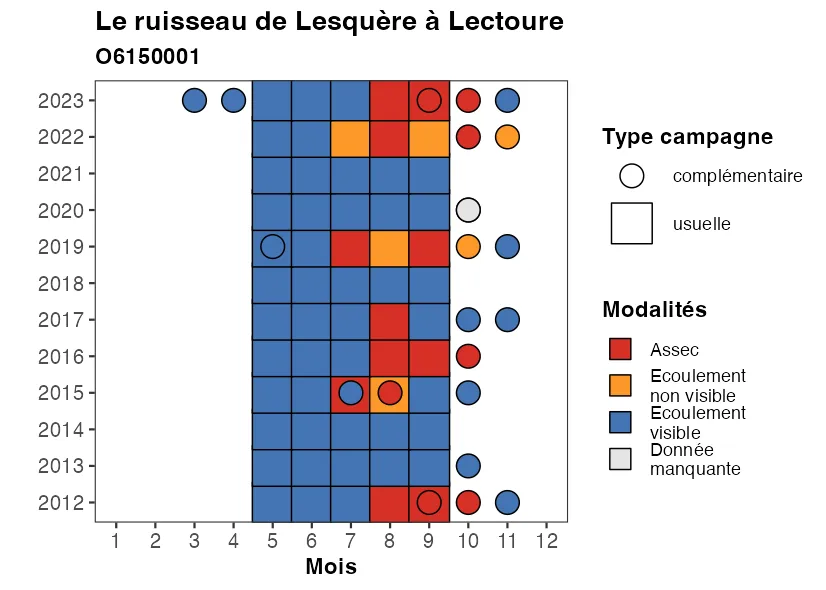 Le ruisseau de Lesquère à Lectoure
O6150001
2023
2022
2021
2020
2019
2018
2017
2016
2015
2014
2013
2012
1 2 3 4 5 6 7 8 9 10 11 12
Mois
Type campagne
complémentaire
usuelle
Modalités
Assec
Ecoulement
non visible
Ecoulement
visible
Donnée
manquante